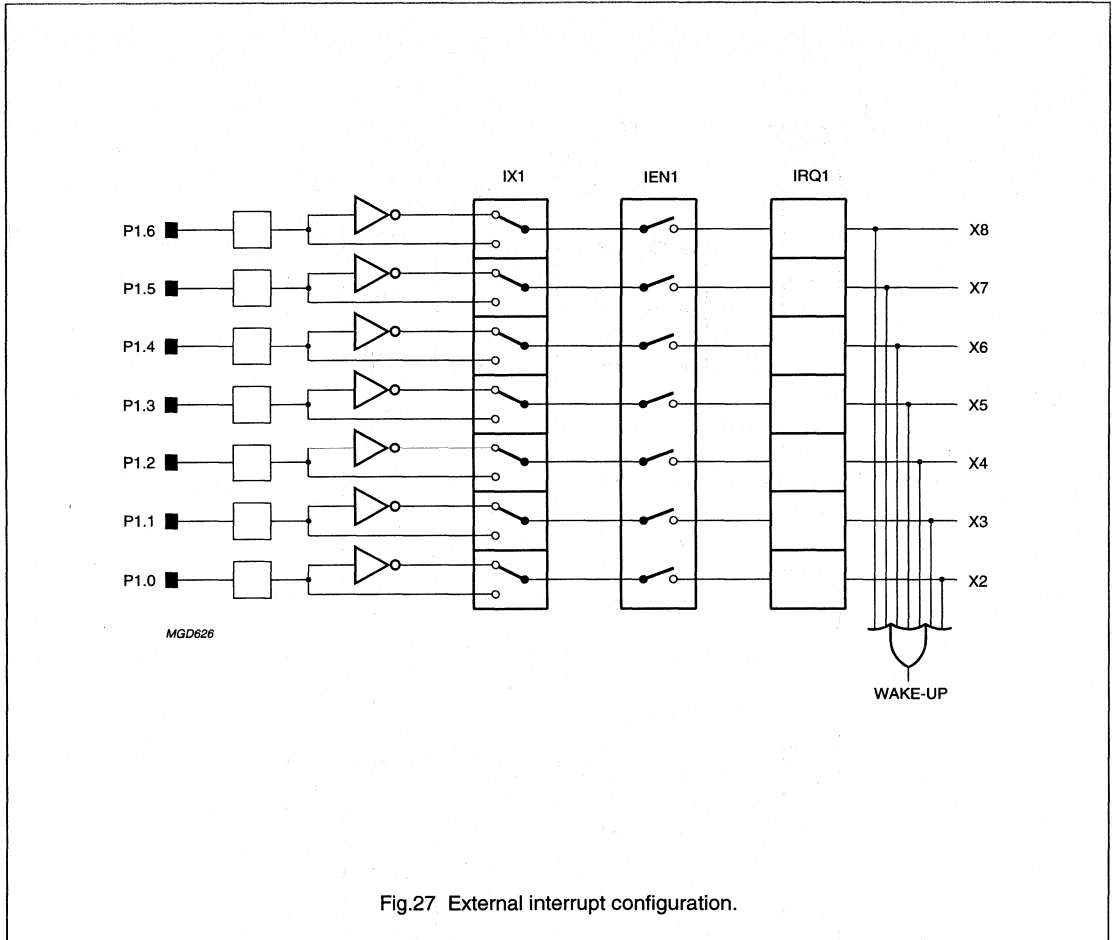 IX1 IEN1 IRQ1
P1.6 X8
P1.5 X7
P1.4 X6
P1.3 X5
P1.2 X4
P1.1 X3
P1.0 X2
MGD626
WAKE-UP
Fig.27 External interrupt configuration.